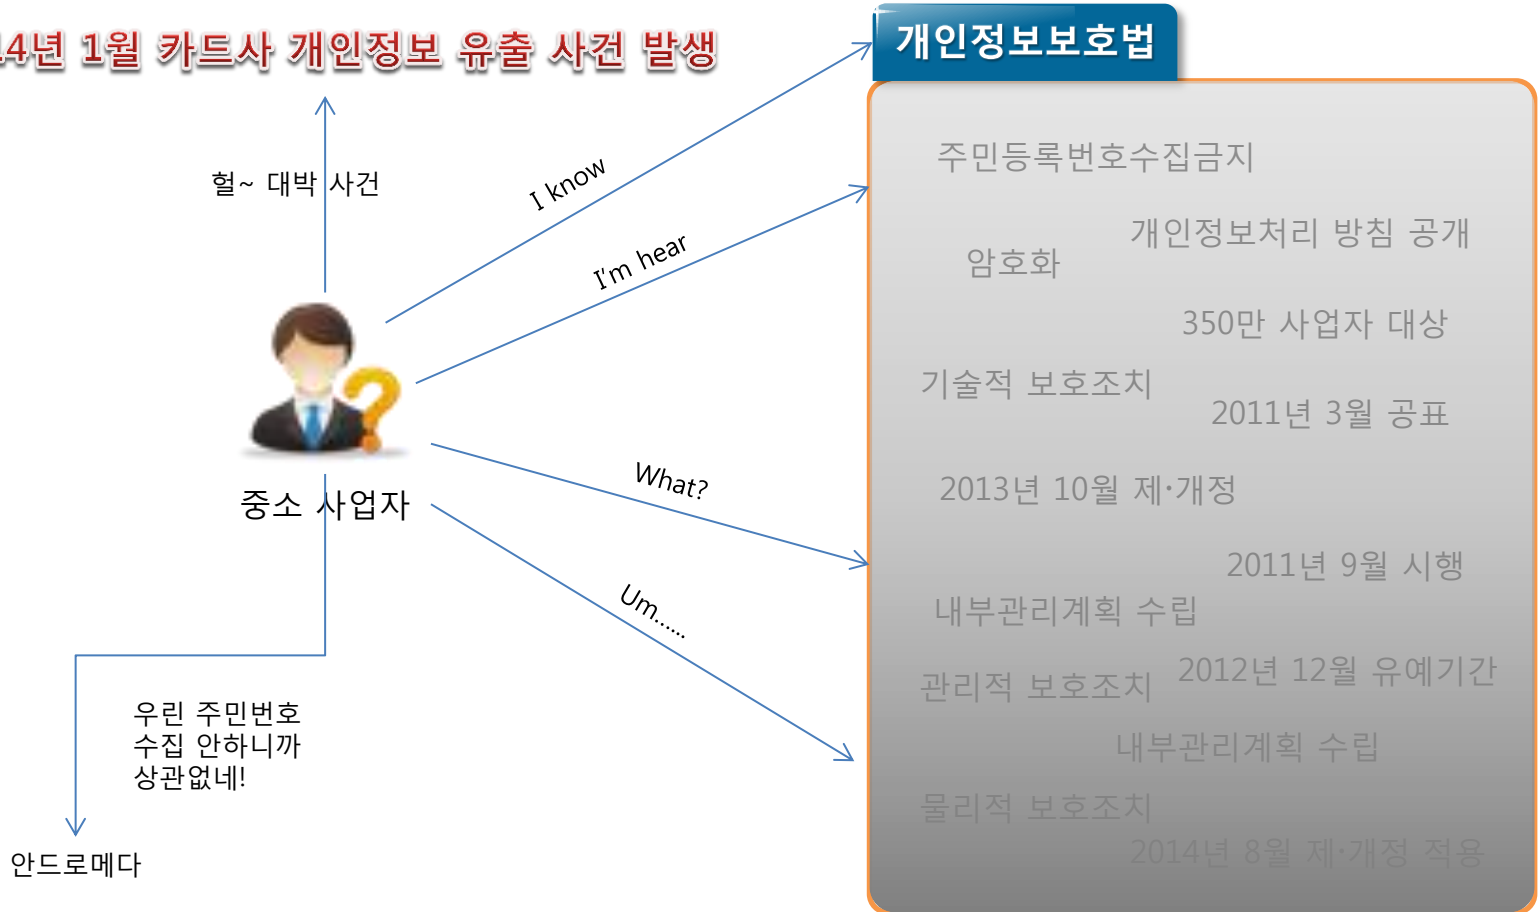 4년 1월 카드사 개인정보 유출 사건 발생
개인정보보호법
헐~ 대박 사건
I know
I'm hear
What?
Um......
중소 사업자
우린 주민번호
수집 안하니까
상관없네!
안드로메다
주민등록번호수집금지
개인정보처리 방침 공개
암호화
350만 사업자 대상
기술적 보호조치
2011년 3월 공표
2013년 10월 제·개정
2011년 9월 시행
내부관리계획 수립
2012년 12월 유예기간
관리적 보호조치
내부관리계획 수립
물리적 보호조치
2014년 8월 제·개정 적용